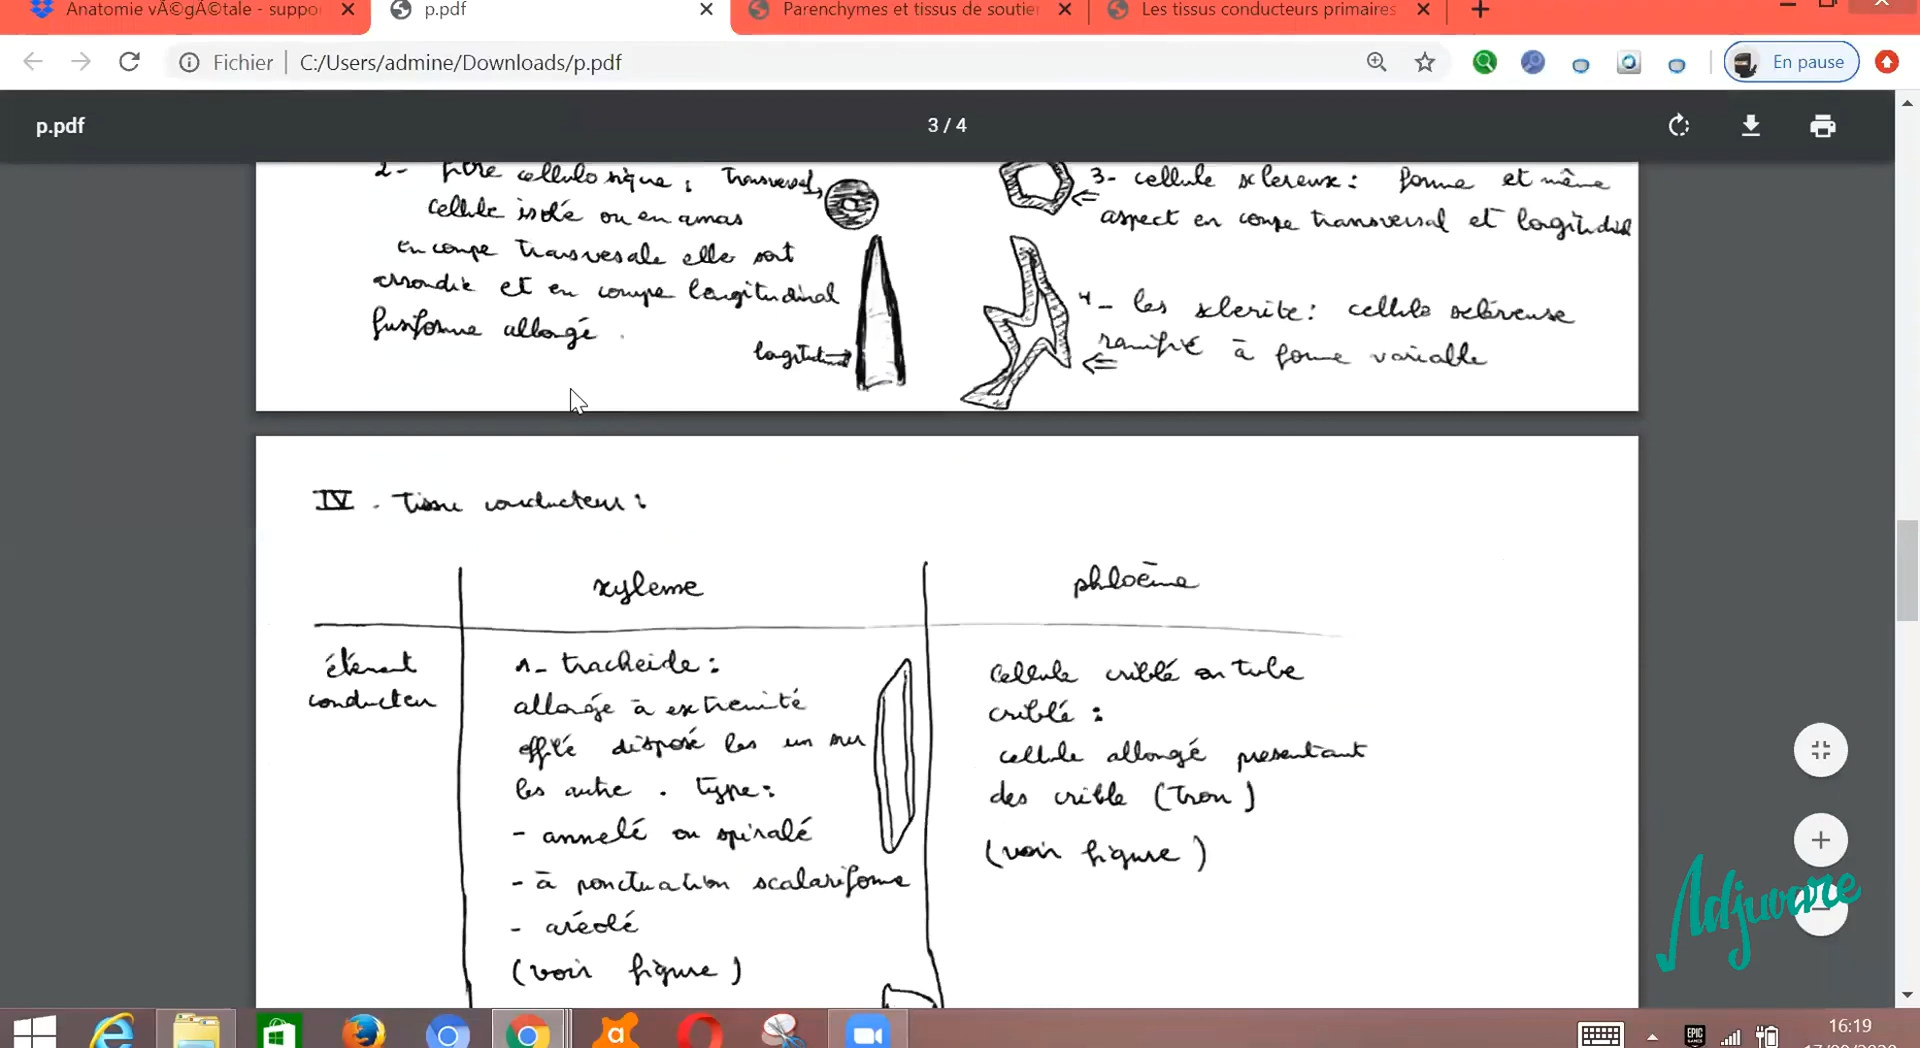 Anatomie vÃ©gÃ©tale - suppo
p.pdf
Parenchymes et tissus de soutie
Les tissus conducteurs primaires
Fichier
C:/Users/admine/Downloads/p.pdf
En pause
p.pdf
3 / 4
2- fibre cellulosique : transversal
cellule isolé ou en amas
en coupe transvesale elle sont
arrondie et en coupe longitudinal
fusiforme allongé .
longitudinal
3- cellule sclereux : forme et même
aspect en coupe transversal et longitudinal
4- les sclerite : cellule scléreuse
ramifié à forme variable
IV . tissu conducteur :
xyleme
phloème
élément
conducteur
1- tracheide :
allongé à extremité
effilé disposé les un sur
les autre . type :
- annelé ou spiralé
- à ponctuation scalariforme
- aréolé
(voir figure)
cellule criblé ou tube
criblé :
cellule allongé presentant
des crible (trou)
(voir figure)
Adjuvare
EPIC
16:19